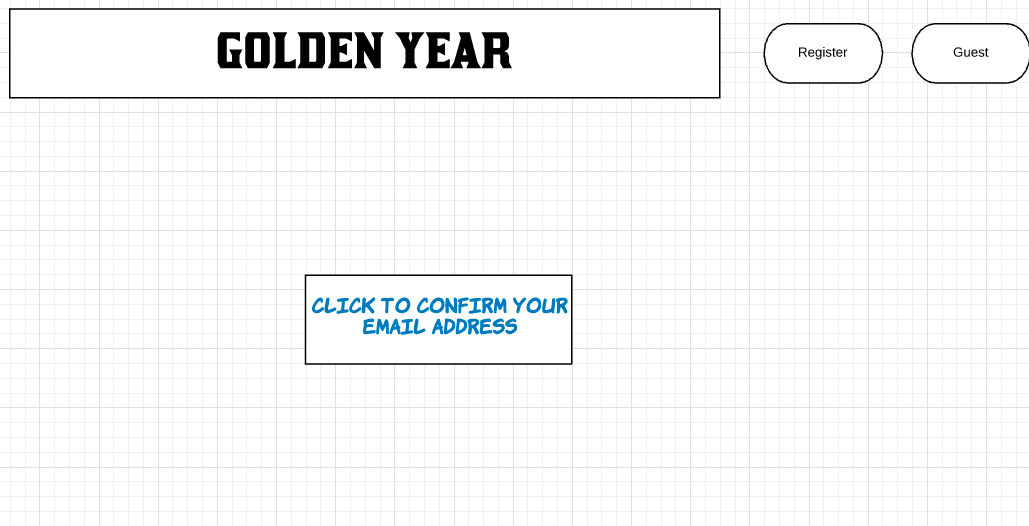 GOLDEN YEAR
Register
Guest
CLICK TO CONFIRM YOUR
EMAIL ADDRESS